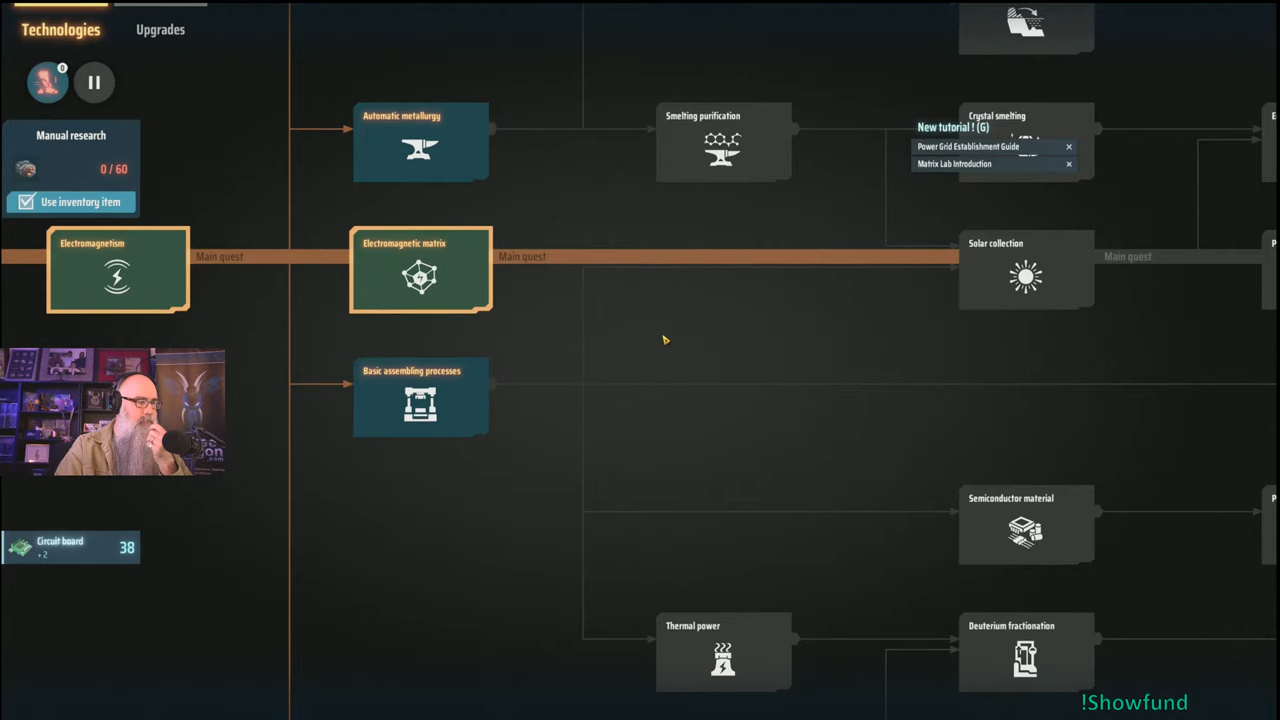 Technologies
Upgrades
0
Manual research
0 / 60
Use inventory item
Automatic metallurgy
Smelting purification
Crystal smelting
New tutorial ! (G)
Power Grid Establishment Guide
Matrix Lab Introduction
Electromagnetism
Main quest
Electromagnetic matrix
Main quest
Solar collection
Main quest
Basic assembling processes
Circuit board
+2
38
Semiconductor material
Thermal power
Deuterium fractionation
!Showfund